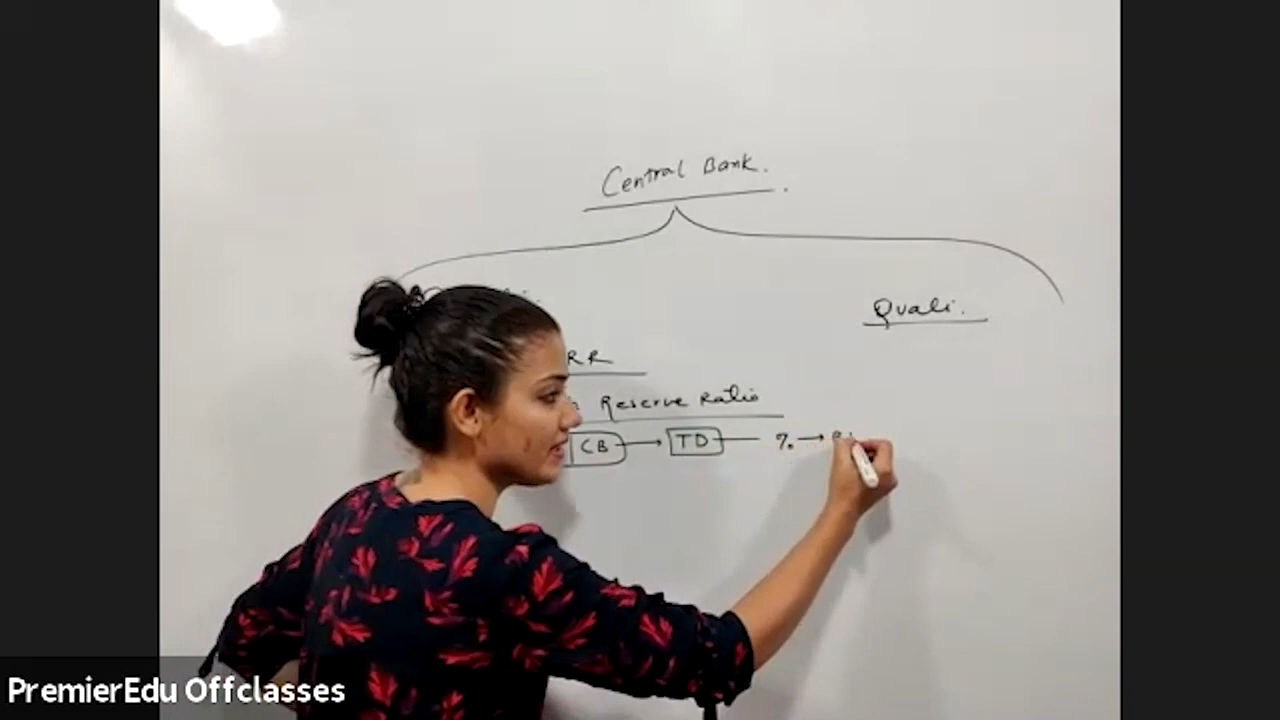 Central Bank.
Quali.
RR
Reserve Ratio
CB → TD — % →
PremierEdu Offclasses